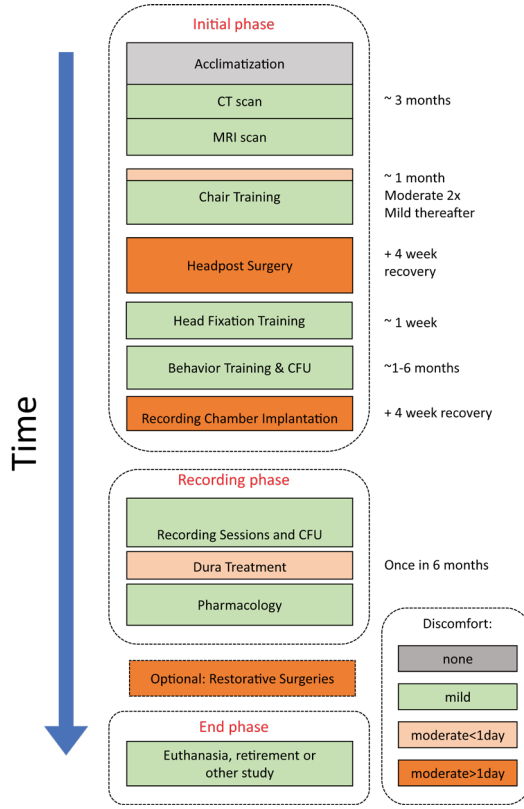 Initial phase
Acclimatization
CT scan
~ 3 months
MRI scan
~ 1 month
Chair Training
Moderate 2x
Mild thereafter
Headpost Surgery
+ 4 week
recovery
Head Fixation Training
~ 1 week
Behavior Training & CFU
~1-6 months
Recording Chamber Implantation
+ 4 week recovery
Time
Recording phase
Recording Sessions and CFU
Dura Treatment
Once in 6 months
Pharmacology
Optional: Restorative Surgeries
End phase
Euthanasia, retirement or
other study
Discomfort:
none
mild
moderate<1day
moderate>1day